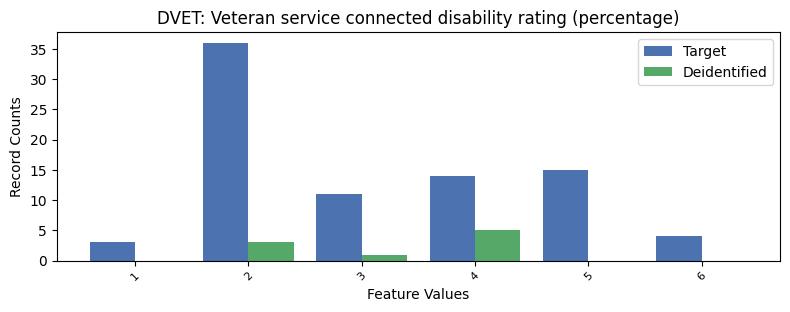 DVET: Veteran service connected disability rating (percentage)
Target
Deidentified
Record Counts
35
30
25
20
15
10
5
0
1 2 3 4 5 6
Feature Values